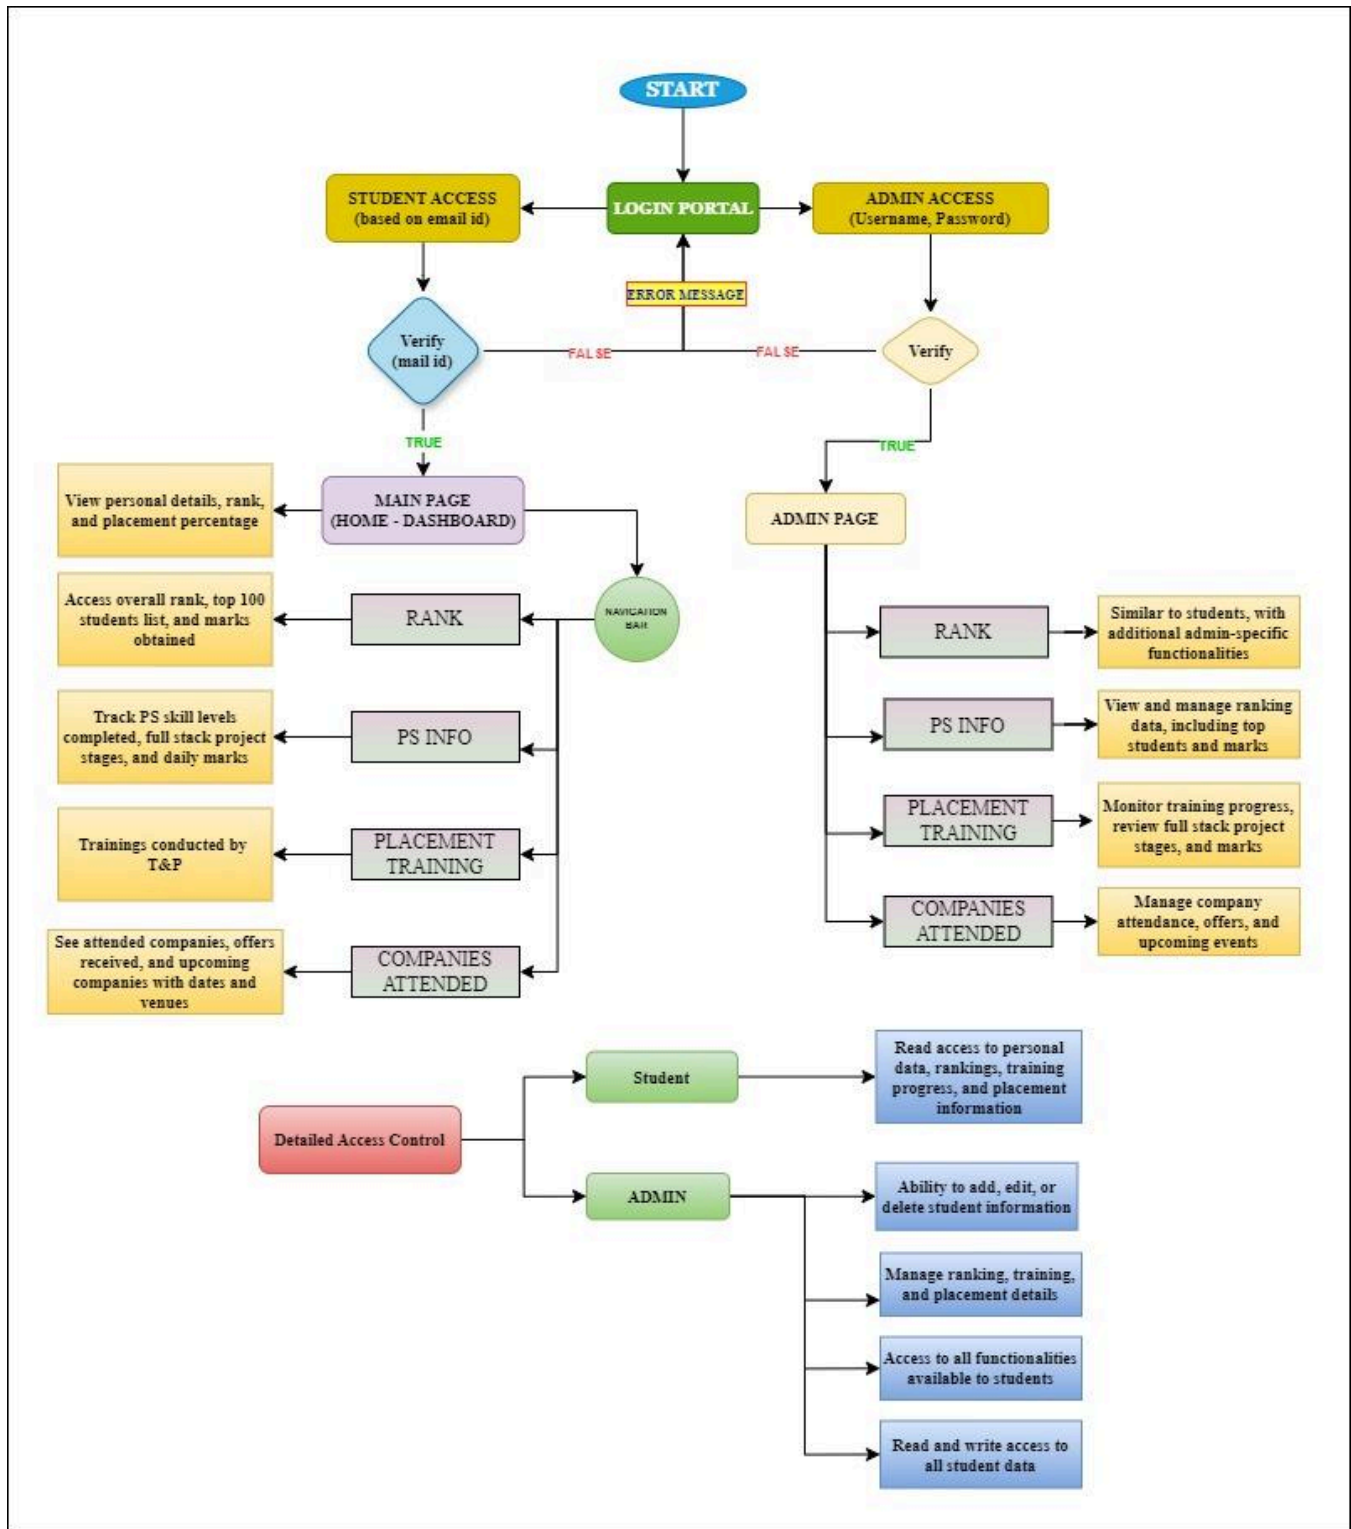 START
STUDENT ACCESS
(based on email id)
LOGIN PORTAL
ADMIN ACCESS
(Username, Password)
ERROR MESSAGE
Verify
(mail id)
FALSE
FALSE
Verify
TRUE
TRUE
View personal details, rank,
and placement percentage
MAIN PAGE
(HOME - DASHBOARD)
ADMIN PAGE
NAVIGATION
BAR
Access overall rank, top 100
students list, and marks
obtained
RANK
RANK
Similar to students, with
additional admin-specific
functionalities
Track PS skill levels
completed, full stack project
stages, and daily marks
PS INFO
PS INFO
View and manage ranking
data, including top
students and marks
Trainings conducted by
T&P
PLACEMENT
TRAINING
PLACEMENT
TRAINING
Monitor training progress,
review full stack project
stages, and marks
See attended companies, offers
received, and upcoming
companies with dates and
venues
COMPANIES
ATTENDED
COMPANIES
ATTENDED
Manage company
attendance, offers, and
upcoming events
Detailed Access Control
Student
Read access to personal
data, rankings, training
progress, and placement
information
ADMIN
Ability to add, edit, or
delete student information
Manage ranking, training,
and placement details
Access to all functionalities
available to students
Read and write access to
all student data